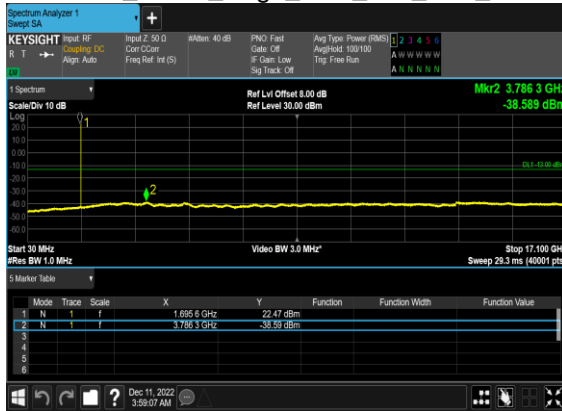 Spectrum Analyzer 1
Swept SA
+
KEYSIGHT Input: RF Input Z: 50 Ω #Atten: 40 dB PNO: Fast Avg Type: Power (RMS) 1 2 3 4 5 6
R T Coupling: DC Corr CCorr Gate: Off Avg|Hold: 100/100 A W W W W W
Align: Auto Freq Ref: Int (S) IF Gain: Low Trig: Free Run
Sig Track: Off A N N N N N
1 Spectrum Ref Lvl Offset 8.00 dB Mkr2 3.786 3 GHz
Scale/Div 10 dB Ref Level 30.00 dBm -38.589 dBm
Log
1
20.0
10.0
0.00
-10.0
DL1 -13.00 dB
-20.0
-30.0
2
-40.0
-50.0
-60.0
Start 30 MHz Video BW 3.0 MHz* Stop 17.100 GH
#Res BW 1.0 MHz Sweep 29.3 ms (40001 pts
5 Marker Table
Mode Trace Scale X Y Function Function Width Function Value
1 N 1 f 1.695 6 GHz 22.47 dBm
2 N 1 f 3.786 3 GHz -38.59 dBm
3
4
5
6
? Dec 11, 2022
3:59:07 AM